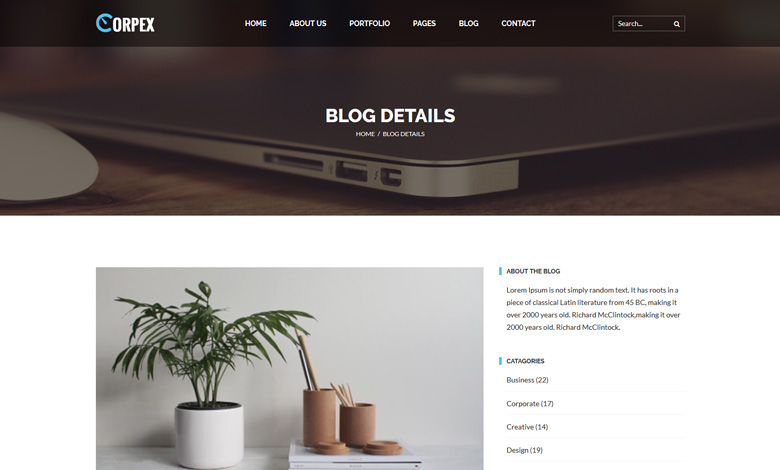 CORPEX
HOME ABOUT US PORTFOLIO PAGES BLOG CONTACT
Search...
BLOG DETAILS
HOME / BLOG DETAILS
ABOUT THE BLOG
Lorem Ipsum is not simply random text. It has roots in a
piece of classical Latin literature from 45 BC, making it
over 2000 years old. Richard McClintock,making it over
2000 years old. Richard McClintock.
CATAGORIES
Business (22)
Corporate (17)
Creative (14)
Design (19)